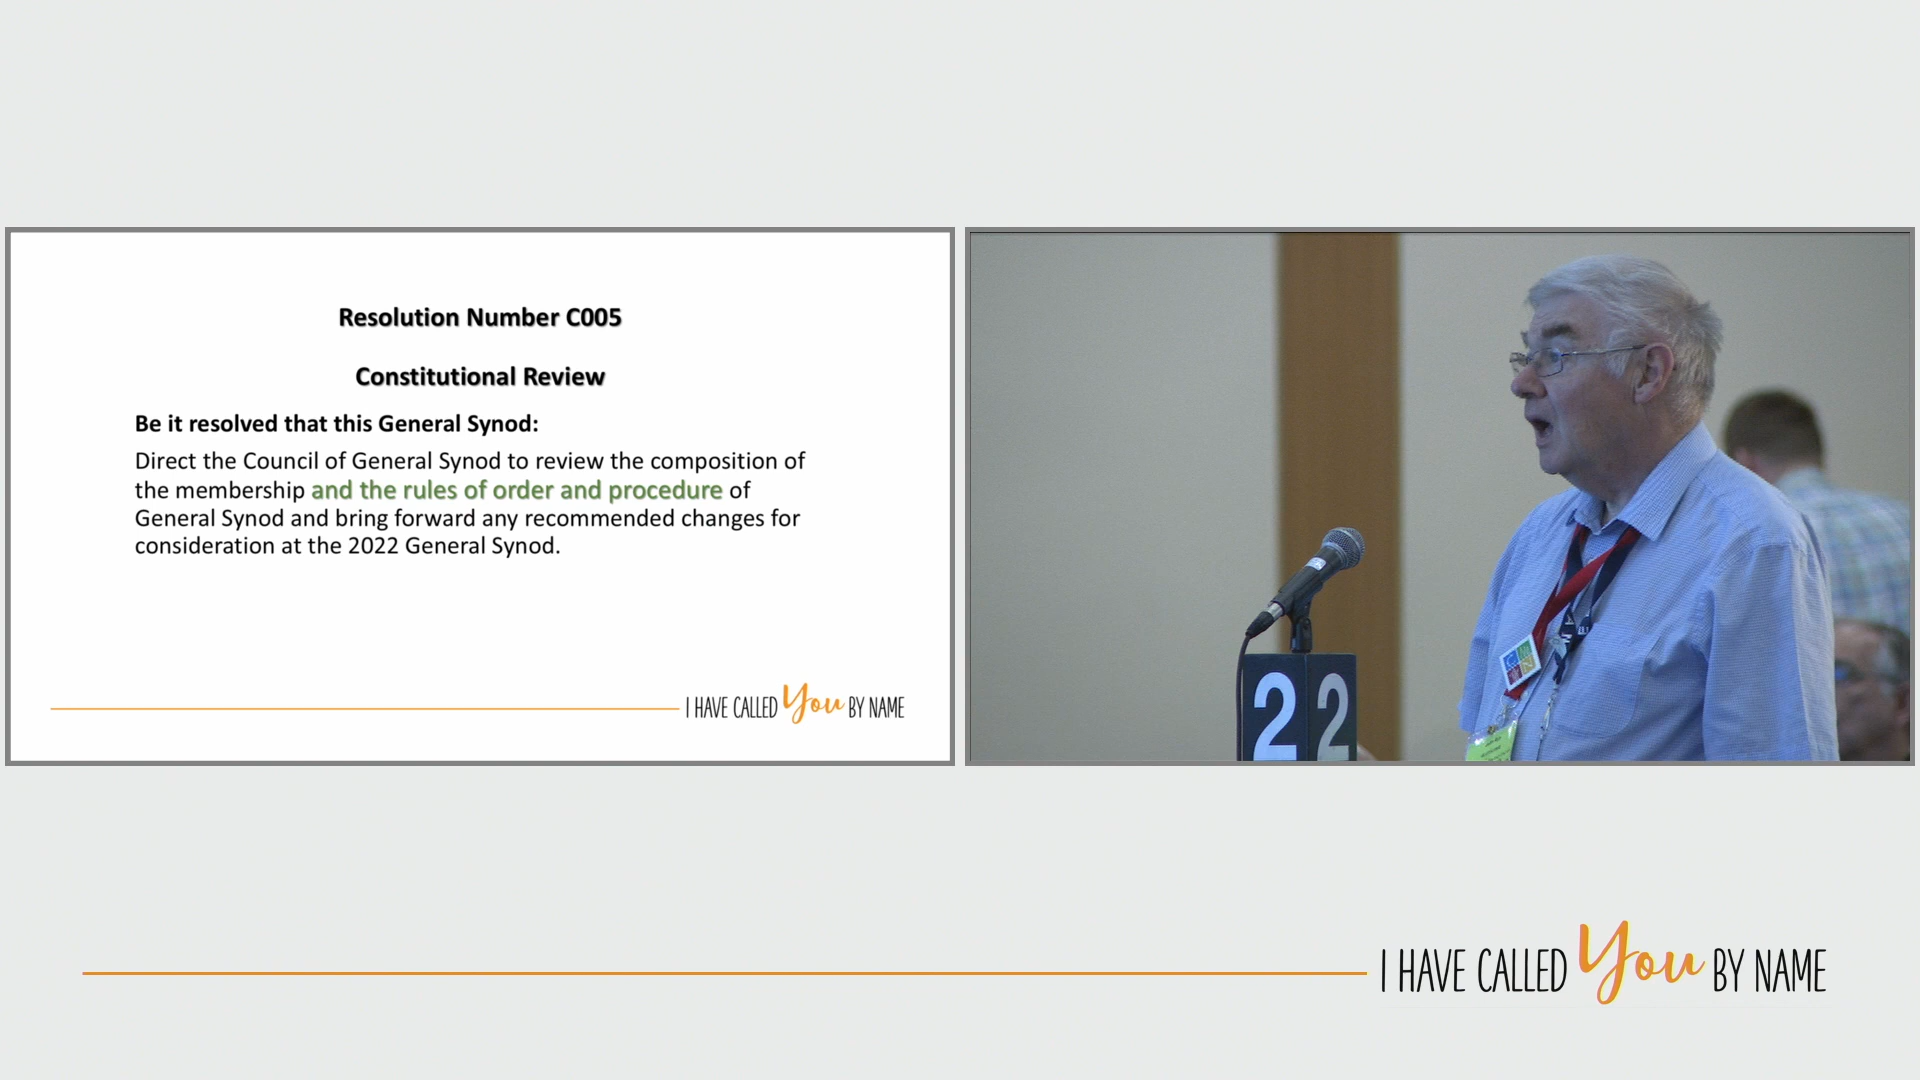 Resolution Number C005
Constitutional Review
Be it resolved that this General Synod:
Direct the Council of General Synod to review the composition of
the membership and the rules of order and procedure of
General Synod and bring forward any recommended changes for
consideration at the 2022 General Synod.
I HAVE CALLED You BY NAME
2 2
I HAVE CALLED You BY NAME